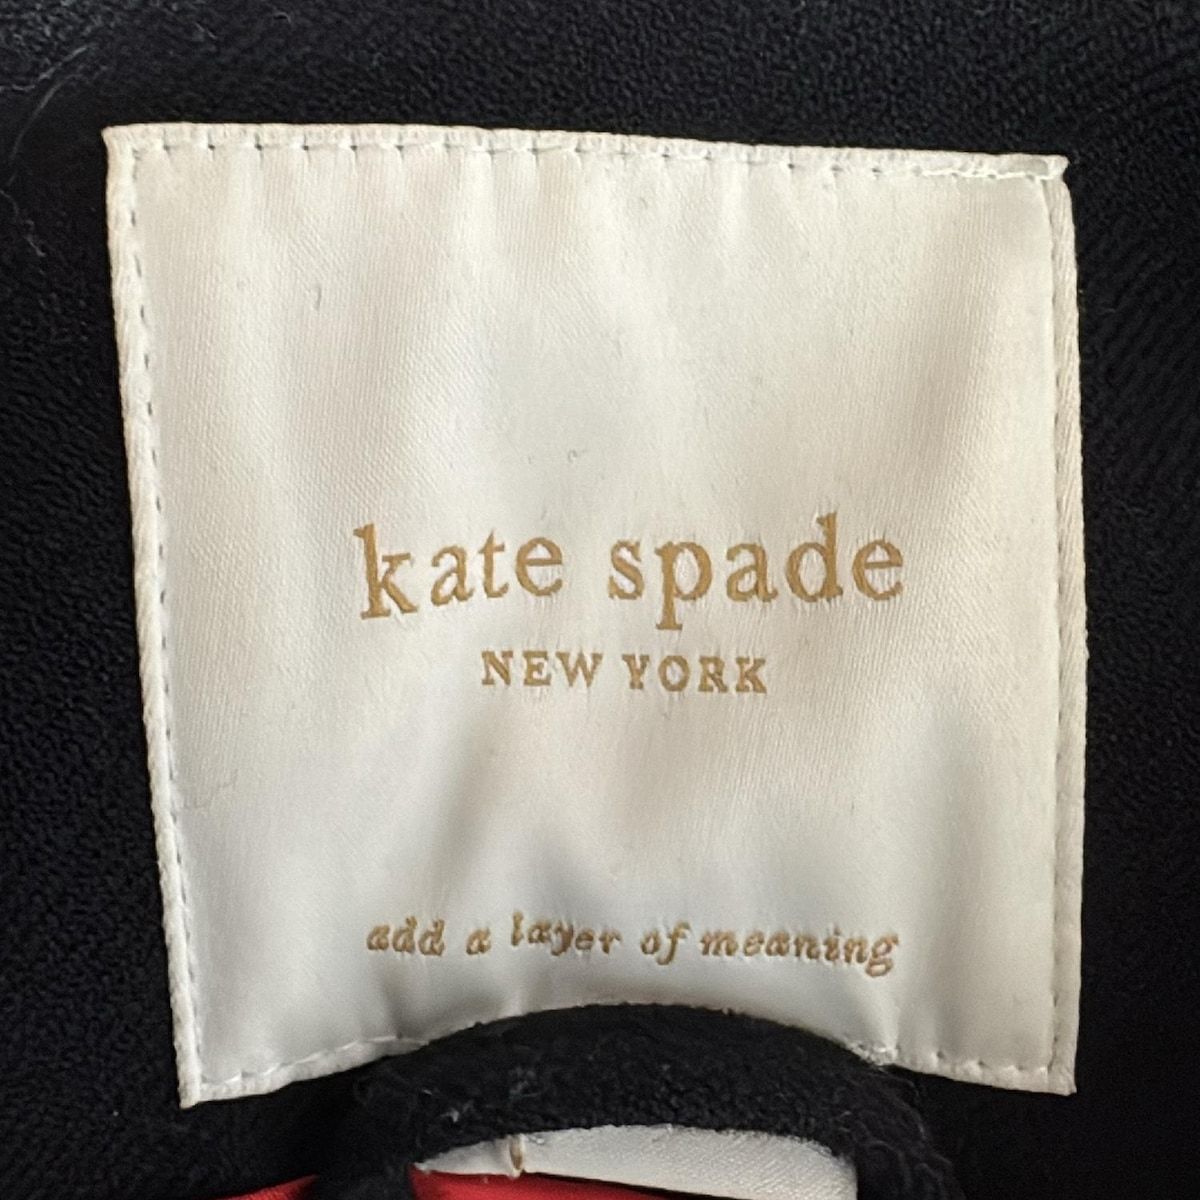 kate spade
NEW YORK
add a layer of meaning